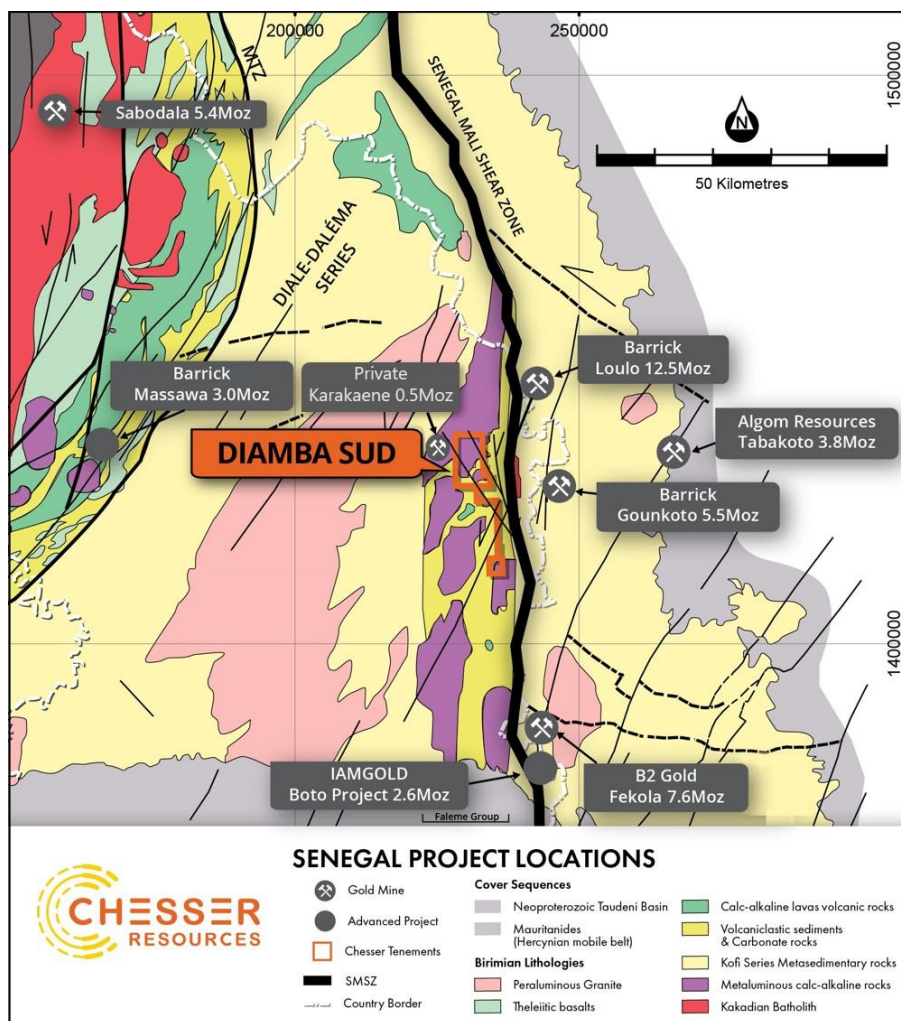 200000
250000
1500000
1400000
MTZ
SENEGAL MALI SHEAR ZONE
N
50 Kilometres
Sabodala 5.4Moz
DIALE-DALÉMA
SERIES
Barrick
Massawa 3.0Moz
Private
Karakaene 0.5Moz
Barrick
Loulo 12.5Moz
Algom Resources
Tabakoto 3.8Moz
DIAMBA SUD
Barrick
Gounkoto 5.5Moz
IAMGOLD
Boto Project 2.6Moz
B2 Gold
Fekola 7.6Moz
Faleme Group
CHESSER
RESOURCES
SENEGAL PROJECT LOCATIONS
Gold Mine
Advanced Project
Chesser Tenements
SMSZ
Country Border
Cover Sequences
Neoproterozoic Taudeni Basin
Mauritanides
(Hercynian mobile belt)
Birimian Lithologies
Peraluminous Granite
Theleiitic basalts
Calc-alkaline lavas volcanic rocks
Volcaniclastic sediments
& Carbonate rocks
Kofi Series Metasedimentary rocks
Metaluminous calc-alkaline rocks
Kakadian Batholith